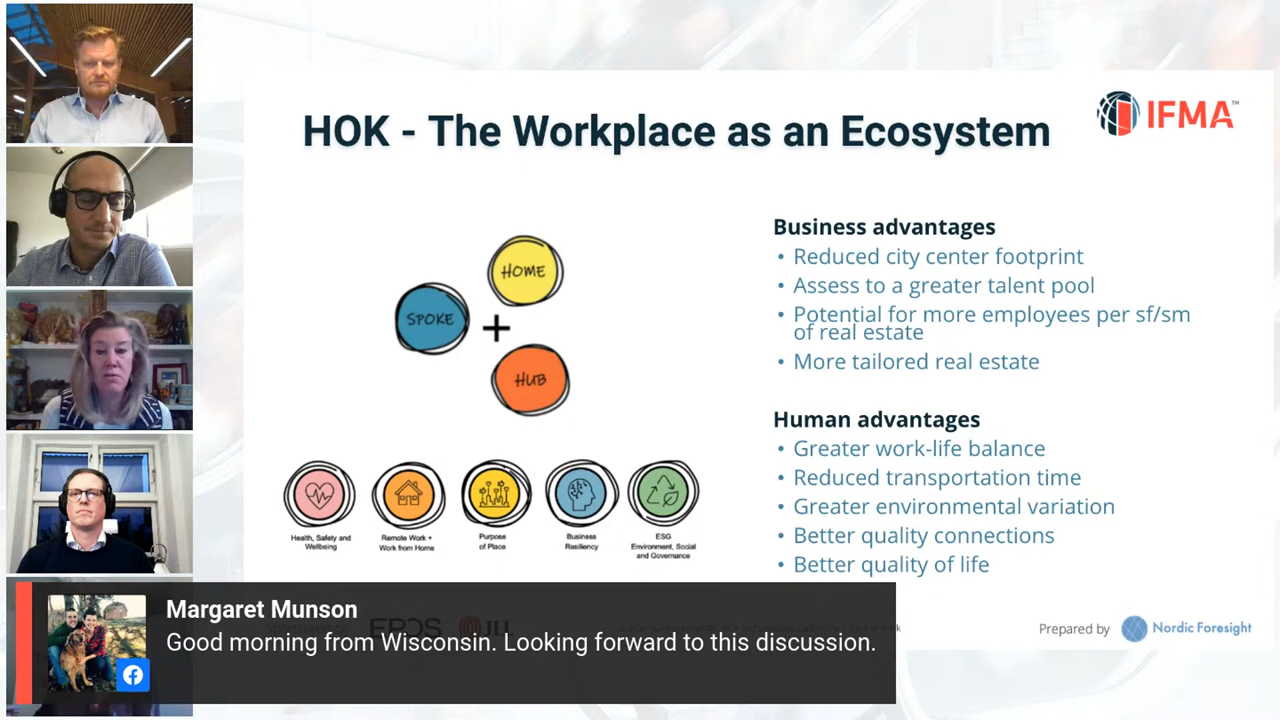 HOK - The Workplace as an Ecosystem
IFMA™
HOME
SPOKE
+
HUB
Health, Safety and
Wellbeing
Remote Work +
Work from Home
Purpose
of Place
Business
Resiliency
ESG
Environment, Social
and Governance
Business advantages
• Reduced city center footprint
• Assess to a greater talent pool
• Potential for more employees per sf/sm
of real estate
• More tailored real estate
Human advantages
• Greater work-life balance
• Reduced transportation time
• Greater environmental variation
• Better quality connections
• Better quality of life
Margaret Munson
Good morning from Wisconsin. Looking forward to this discussion.
EPOS
JLL
Prepared by
Nordic Foresight